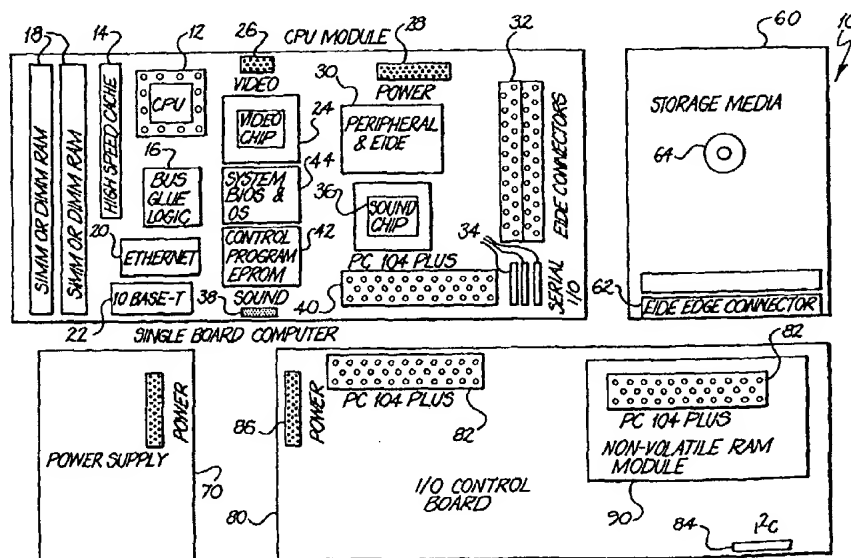 18
14
12
26
CPU MODULE
28
32
60
10
SIMM OR DIMM RAM
SIMM OR DIMM RAM
HIGH SPEED CACHE
CPU
VIDEO
30
POWER
STORAGE MEDIA
VIDEO
CHIP
24
PERIPHERAL
& EIDE
64
16
BUS
GLUE
LOGIC
SYSTEM
BIOS &
OS
44
36
SOUND
CHIP
EIDE CONNECTORS
20
ETHERNET
CONTROL
PROGRAM
EPROM
42
34
PC 104 PLUS
SERIAL
I/O
10 BASE-T
38
SOUND
40
62
EIDE EDGE CONNECTOR
22
SINGLE BOARD COMPUTER
82
82
POWER
86
POWER
PC 104 PLUS
82
PC 104 PLUS
POWER SUPPLY
NON-VOLATILE RAM
MODULE
70
I/O CONTROL
BOARD
80
90
84
I²C